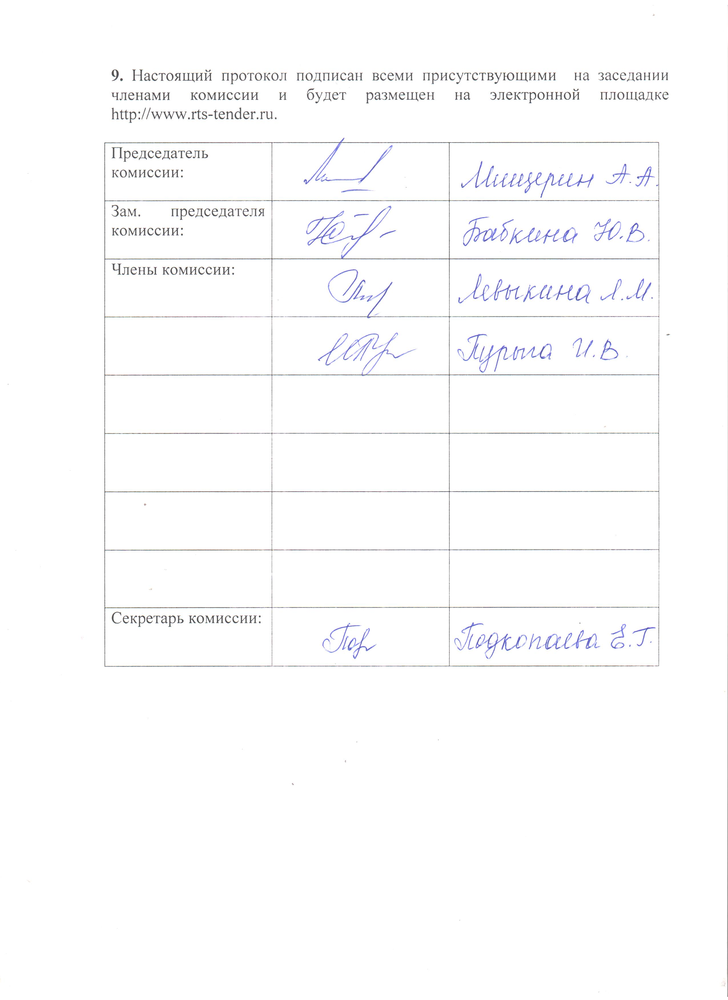 9. Настоящий протокол подписан всеми присутствующими на заседании
членами комиссии и будет размещен на электронной площадке
http://www.rts-tender.ru.
Председатель
комиссии:
Мищерин А.А.
Зам. председателя
комиссии:
Бабкина Ю.В.
Члены комиссии:
Левыкина Л.М.
Пурыга И.В.
Секретарь комиссии:
Подкопаева Е.Г.